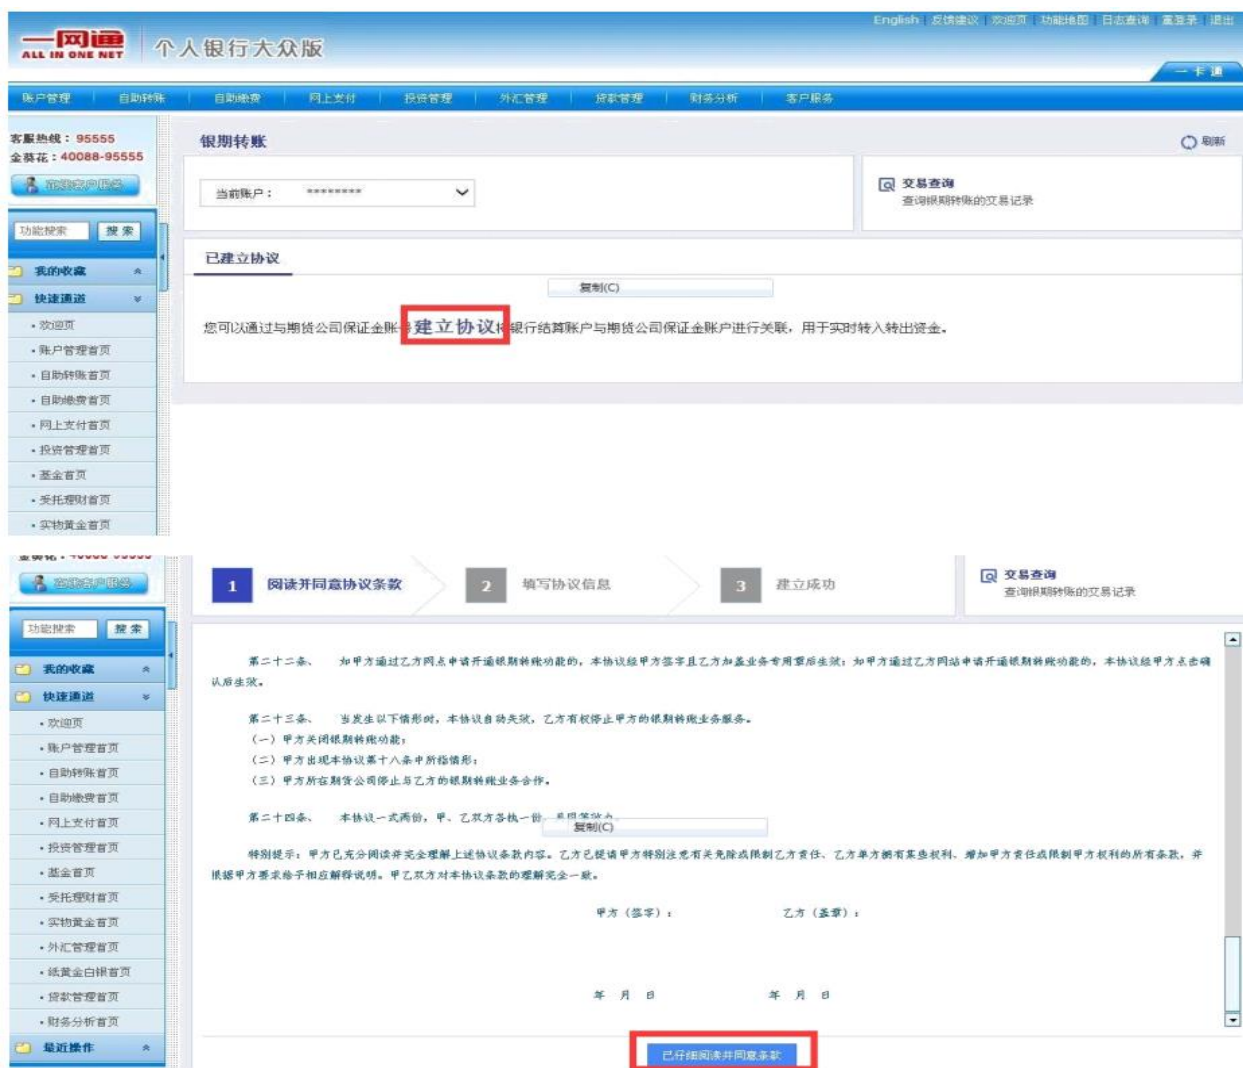 English | 反馈建议 | 欢迎页 | 功能地图 | 日志查询 | 重登录 | 退出
一网通
ALL IN ONE NET
个人银行大众版
一卡通
账户管理 | 自助转账 | 自助缴费 | 网上支付 | 投资管理 | 外汇管理 | 贷款管理 | 财务分析 | 客户服务
客服热线：95555
金葵花：40088-95555
在线客户服务
功能搜索 搜索
我的收藏
快速通道
• 欢迎页
• 账户管理首页
• 自助转账首页
• 自助缴费首页
• 网上支付首页
• 投资管理首页
• 基金首页
• 受托理财首页
• 实物黄金首页
银期转账
刷新
当前账户： ********
交易查询
查询银期转账的交易记录
已建立协议
复制(C)
您可以通过与期货公司保证金账号建立协议将银行结算账户与期货公司保证金账户进行关联，用于实时转入转出资金。
金葵花：40088-95555
在线客户服务
功能搜索 搜索
我的收藏
快速通道
• 欢迎页
• 账户管理首页
• 自助转账首页
• 自助缴费首页
• 网上支付首页
• 投资管理首页
• 基金首页
• 受托理财首页
• 实物黄金首页
• 外汇管理首页
• 纸黄金白银首页
• 贷款管理首页
• 财务分析首页
最近操作
1 阅读并同意协议条款
2 填写协议信息
3 建立成功
交易查询
查询银期转账的交易记录
第二十二条、 如甲方通过乙方网点申请开通银期转账功能的，本协议经甲方签字且乙方加盖业务专用章后生效；如甲方通过乙方网站申请开通银期转账功能的，本协议经甲方点击确
认后生效。
第二十三条、 当发生以下情形时，本协议自动失效，乙方有权停止甲方的银期转账业务服务。
（一）甲方关闭银期转账功能；
（二）甲方出现本协议第十八条中所指情形；
（三）甲方所在期货公司停止与乙方的银期转账业务合作。
第二十四条、 本协议一式两份，甲、乙双方各执一份，具同等效力。
复制(C)
特别提示：甲方已充分阅读并完全理解上述协议条款内容。乙方已提请甲方特别注意有关免除或限制乙方责任、乙方单方拥有某些权利、增加甲方责任或限制甲方权利的所有条款，并
根据甲方要求给予相应解释说明。甲乙双方对本协议条款的理解完全一致。
甲方（签字）： 乙方（盖章）：
年 月 日 年 月 日
已仔细阅读并同意条款